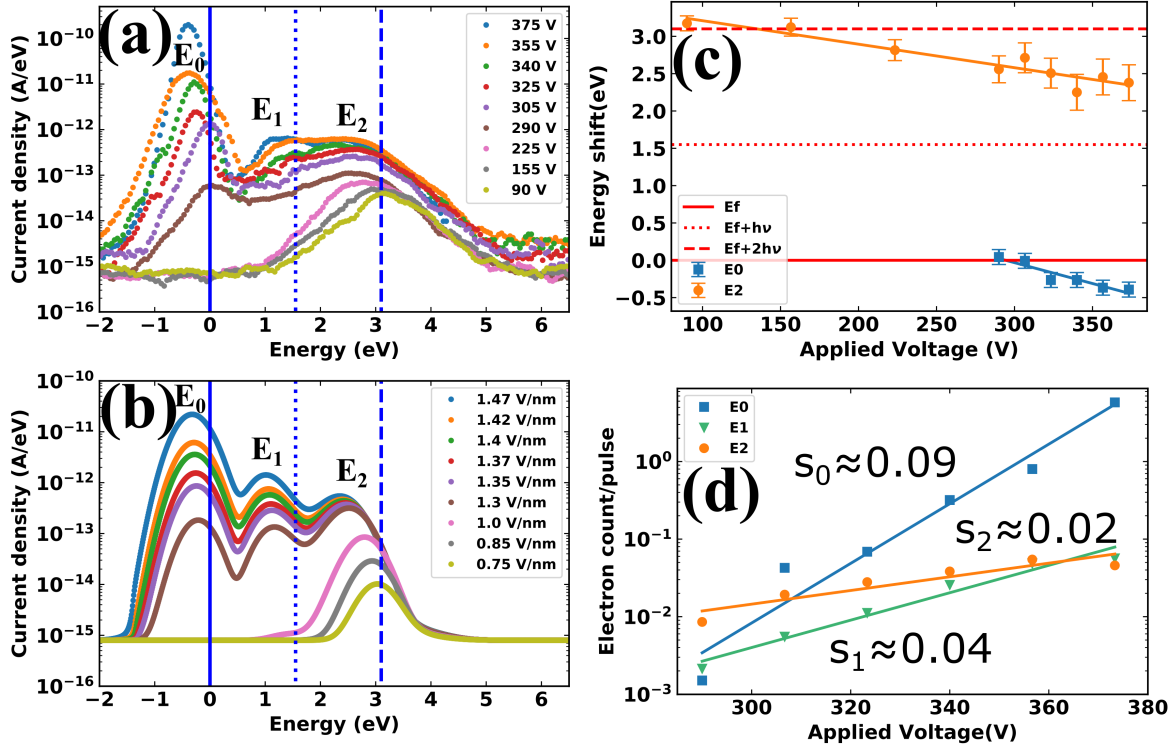 (a)
E0
E1
E2
375 V
355 V
340 V
325 V
305 V
290 V
225 V
155 V
90 V
10−10
10−11
10−12
10−13
10−14
10−15
10−16
Current density (A/eV)
−2 −1 0 1 2 3 4 5 6
Energy (eV)
(c)
3.0
2.5
2.0
1.5
1.0
0.5
0.0
−0.5
Energy shift(eV)
Ef
Ef+hν
Ef+2hν
E0
E2
100 150 200 250 300 350
Applied Voltage (V)
(b)
E0
E1
E2
1.47 V/nm
1.42 V/nm
1.4 V/nm
1.37 V/nm
1.35 V/nm
1.3 V/nm
1.0 V/nm
0.85 V/nm
0.75 V/nm
10−10
10−11
10−12
10−13
10−14
10−15
10−16
Current density (A/eV)
−2 −1 0 1 2 3 4 5 6
Energy (eV)
E0
E1
E2
(d)
s0≈0.09
s2≈0.02
s1≈0.04
100
10−1
10−2
10−3
Electron count/pulse
300 320 340 360 380
Applied Voltage(V)